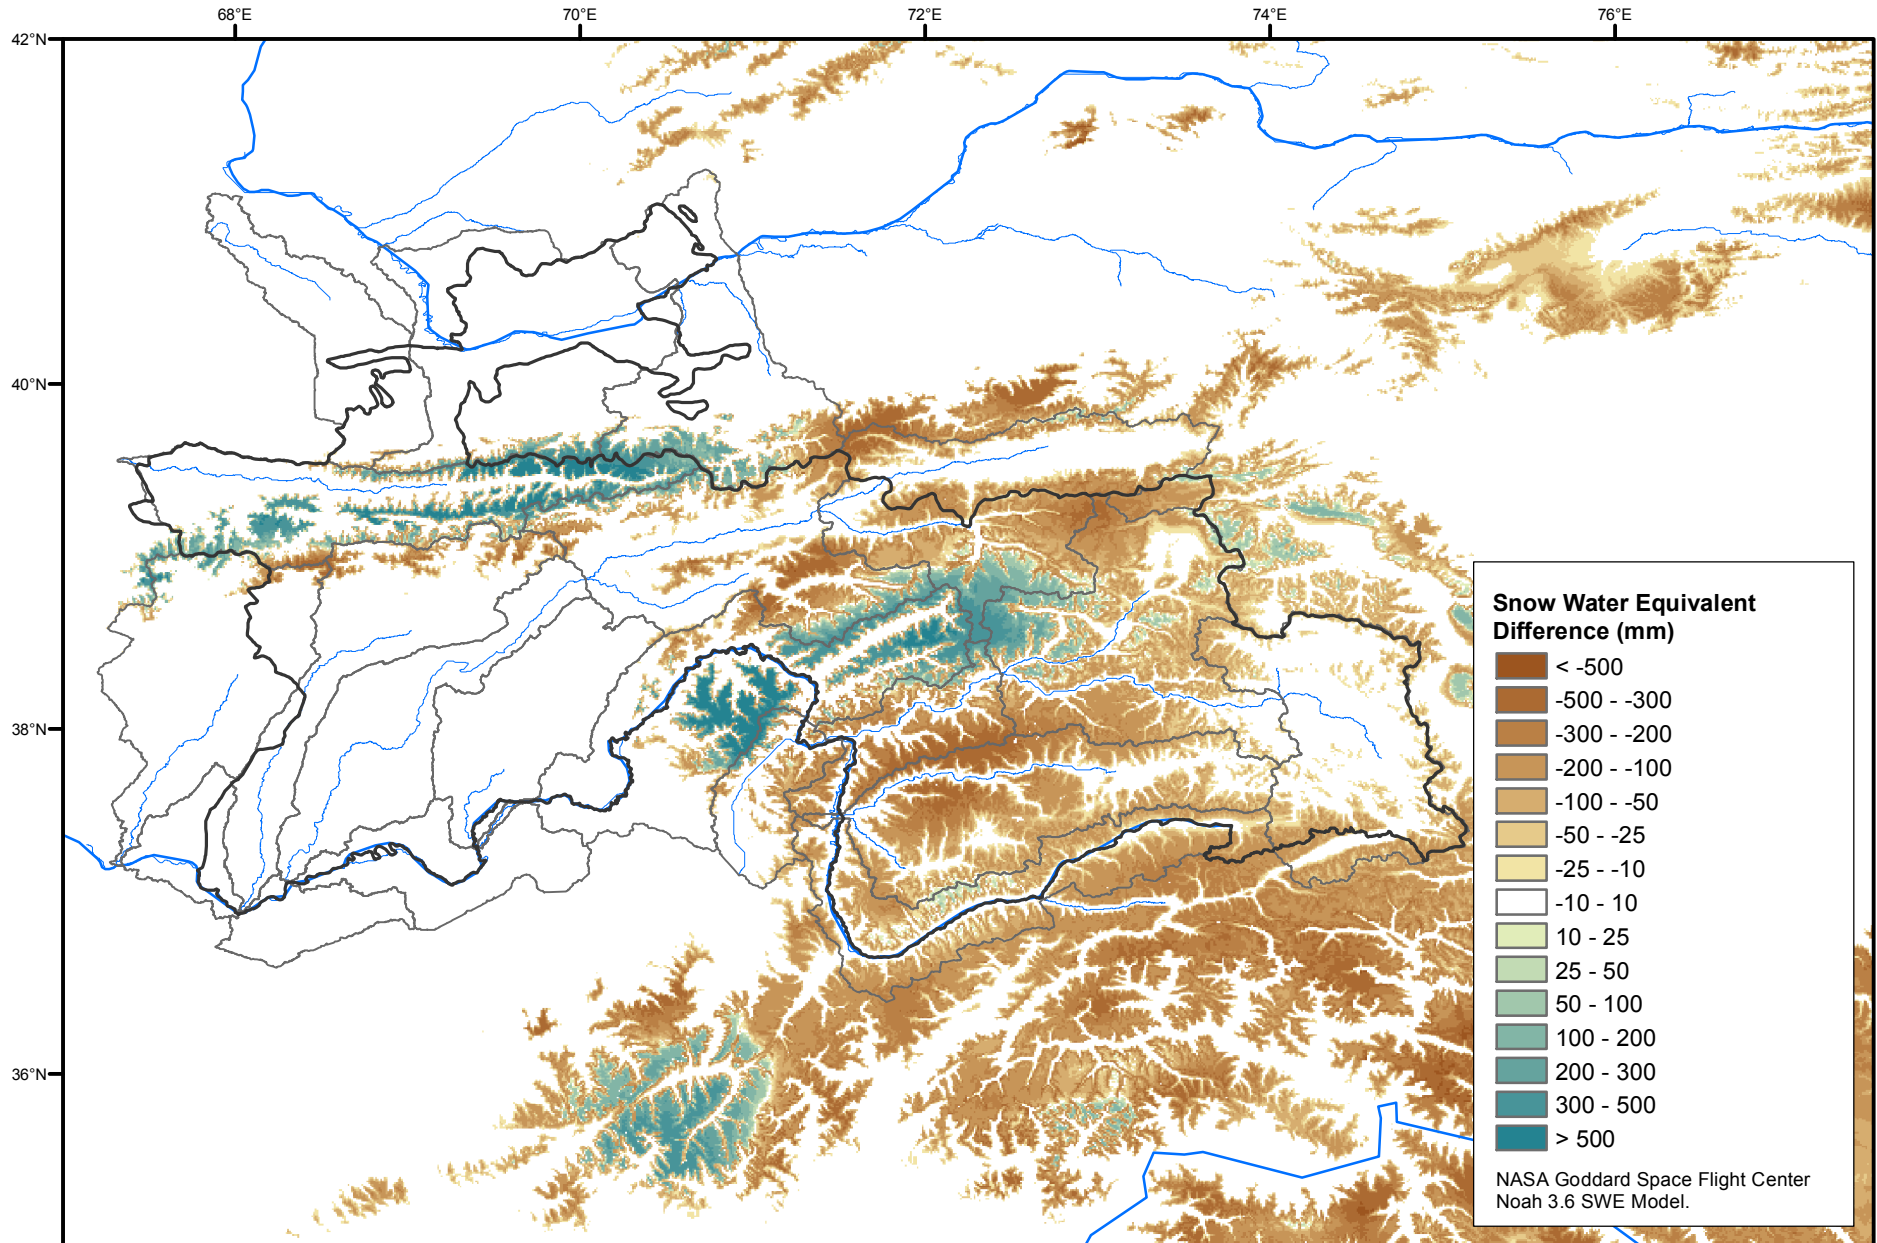 68°E
70°E
72°E
74°E
76°E
42°N
40°N
38°N
36°N
Snow Water Equivalent
Difference (mm)
< -500
-500 - -300
-300 - -200
-200 - -100
-100 - -50
-50 - -25
-25 - -10
-10 - 10
10 - 25
25 - 50
50 - 100
100 - 200
200 - 300
300 - 500
> 500
NASA Goddard Space Flight Center
Noah 3.6 SWE Model.